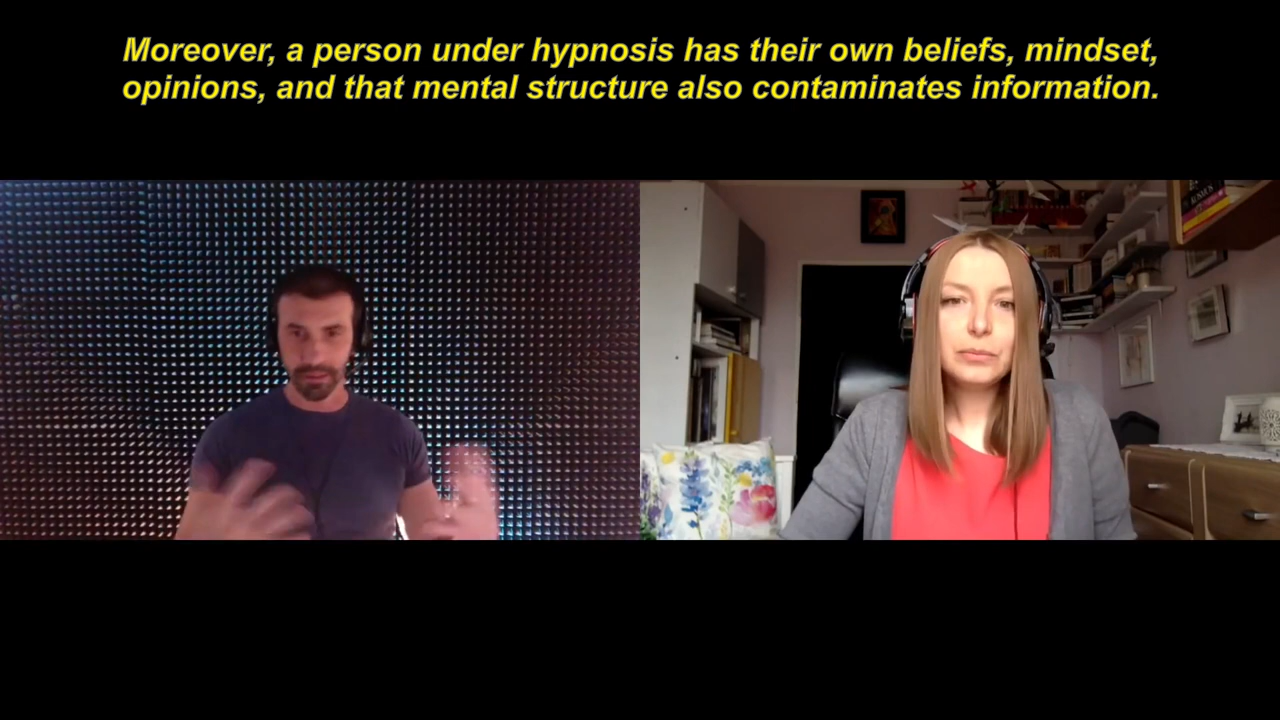 Moreover, a person under hypnosis has their own beliefs, mindset,
opinions, and that mental structure also contaminates information.